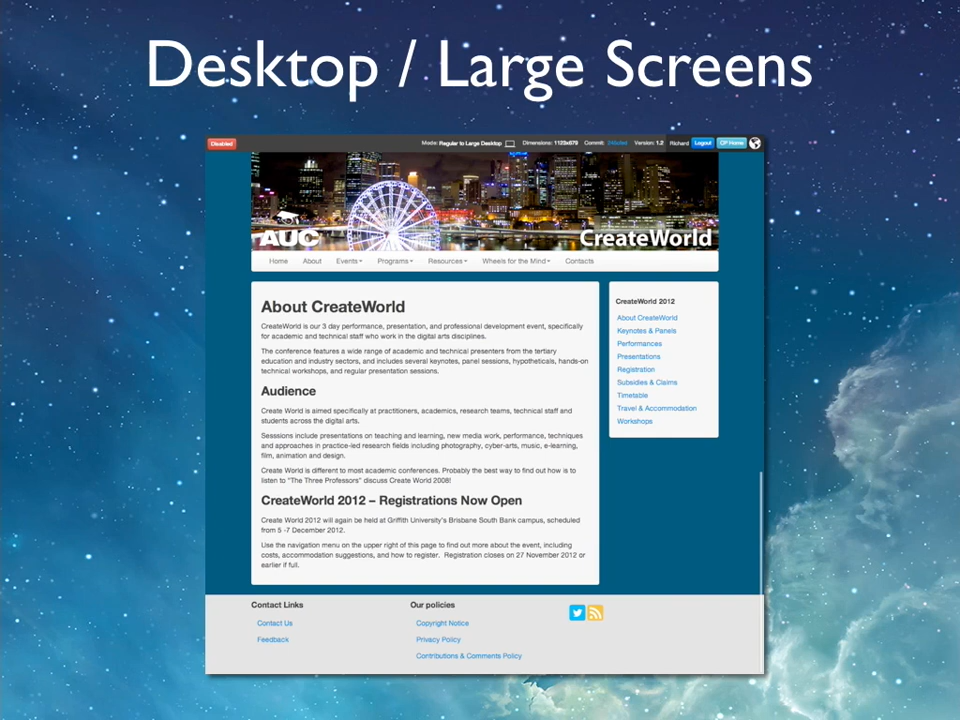 Desktop / Large Screens
Disabled
Mode: Regular to Large Desktop
Dimensions: 1123x679
Commit:
Version: 1.2
Richard
Logout
CP Home
AUC
CreateWorld
Home
About
Events
Programs
Resources
Wheels for the Mind
Contacts
About CreateWorld
CreateWorld is our 3 day performance, presentation, and professional development event, specifically
for academic and technical staff who work in the digital arts disciplines.
The conference features a wide range of academic and technical presenters from the tertiary
education and industry sectors, and includes several keynotes, panel sessions, hypotheticals, hands-on
technical workshops, and regular presentation sessions.
Audience
Create World is aimed specifically at practitioners, academics, research teams, technical staff and
students across the digital arts.
Sesssions include presentations on teaching and learning, new media work, performance, techniques
and approaches in practice-led research fields including photography, cyber-arts, music, e-learning,
film, animation and design.
Create World is different to most academic conferences. Probably the best way to find out how is to
listen to "The Three Professors" discuss Create World 2008!
CreateWorld 2012 – Registrations Now Open
Create World 2012 will again be held at Griffith University's Brisbane South Bank campus, scheduled
from 5 -7 December 2012.
Use the navigation menu on the upper right of this page to find out more about the event, including
costs, accommodation suggestions, and how to register. Registration closes on 27 November 2012 or
earlier if full.
CreateWorld 2012
About CreateWorld
Keynotes & Panels
Performances
Presentations
Registration
Subsidies & Claims
Timetable
Travel & Accommodation
Workshops
Contact Links
Contact Us
Feedback
Our policies
Copyright Notice
Privacy Policy
Contributions & Comments Policy